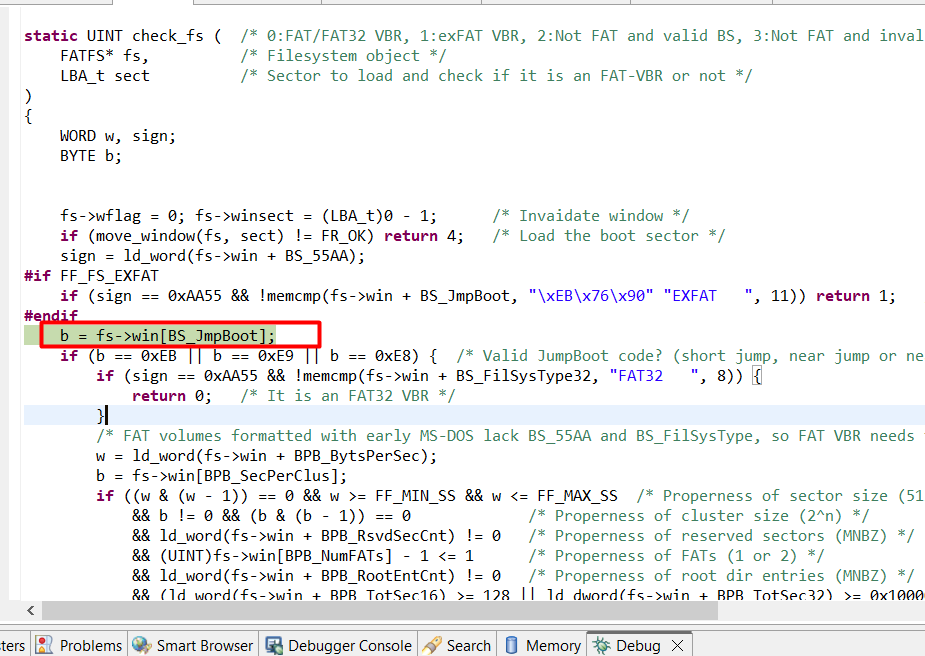 static UINT check_fs (  /* 0:FAT/FAT32 VBR, 1:exFAT VBR, 2:Not FAT and valid BS, 3:Not FAT and inval
    FATFS* fs,          /* Filesystem object */
    LBA_t sect          /* Sector to load and check if it is an FAT-VBR or not */
)
{
    WORD w, sign;
    BYTE b;
    fs->wflag = 0; fs->winsect = (LBA_t)0 - 1;      /* Invaidate window */
    if (move_window(fs, sect) != FR_OK) return 4;   /* Load the boot sector */
    sign = ld_word(fs->win + BS_55AA);
#if FF_FS_EXFAT
    if (sign == 0xAA55 && !memcmp(fs->win + BS_JmpBoot, "\xEB\x76\x90" "EXFAT   ", 11)) return 1;
#endif
    b = fs->win[BS_JmpBoot];
    if (b == 0xEB || b == 0xE9 || b == 0xE8) {  /* Valid JumpBoot code? (short jump, near jump or ne
        if (sign == 0xAA55 && !memcmp(fs->win + BS_FilSysType32, "FAT32   ", 8)) {
            return 0;   /* It is an FAT32 VBR */
        }
        /* FAT volumes formatted with early MS-DOS lack BS_55AA and BS_FilSysType, so FAT VBR needs
        w = ld_word(fs->win + BPB_BytsPerSec);
        b = fs->win[BPB_SecPerClus];
        if ((w & (w - 1)) == 0 && w >= FF_MIN_SS && w <= FF_MAX_SS  /* Properness of sector size (51
            && b != 0 && (b & (b - 1)) == 0             /* Properness of cluster size (2^n) */
            && ld_word(fs->win + BPB_RsvdSecCnt) != 0   /* Properness of reserved sectors (MNBZ) */
            && (UINT)fs->win[BPB_NumFATs] - 1 <= 1      /* Properness of FATs (1 or 2) */
            && ld_word(fs->win + BPB_RootEntCnt) != 0   /* Properness of root dir entries (MNBZ) */
            && (ld_word(fs->win + BPB_TotSec16) >= 128 || ld_dword(fs->win + BPB_TotSec32) >= 0x1000
ters Problems Smart Browser Debugger Console Search Memory Debug